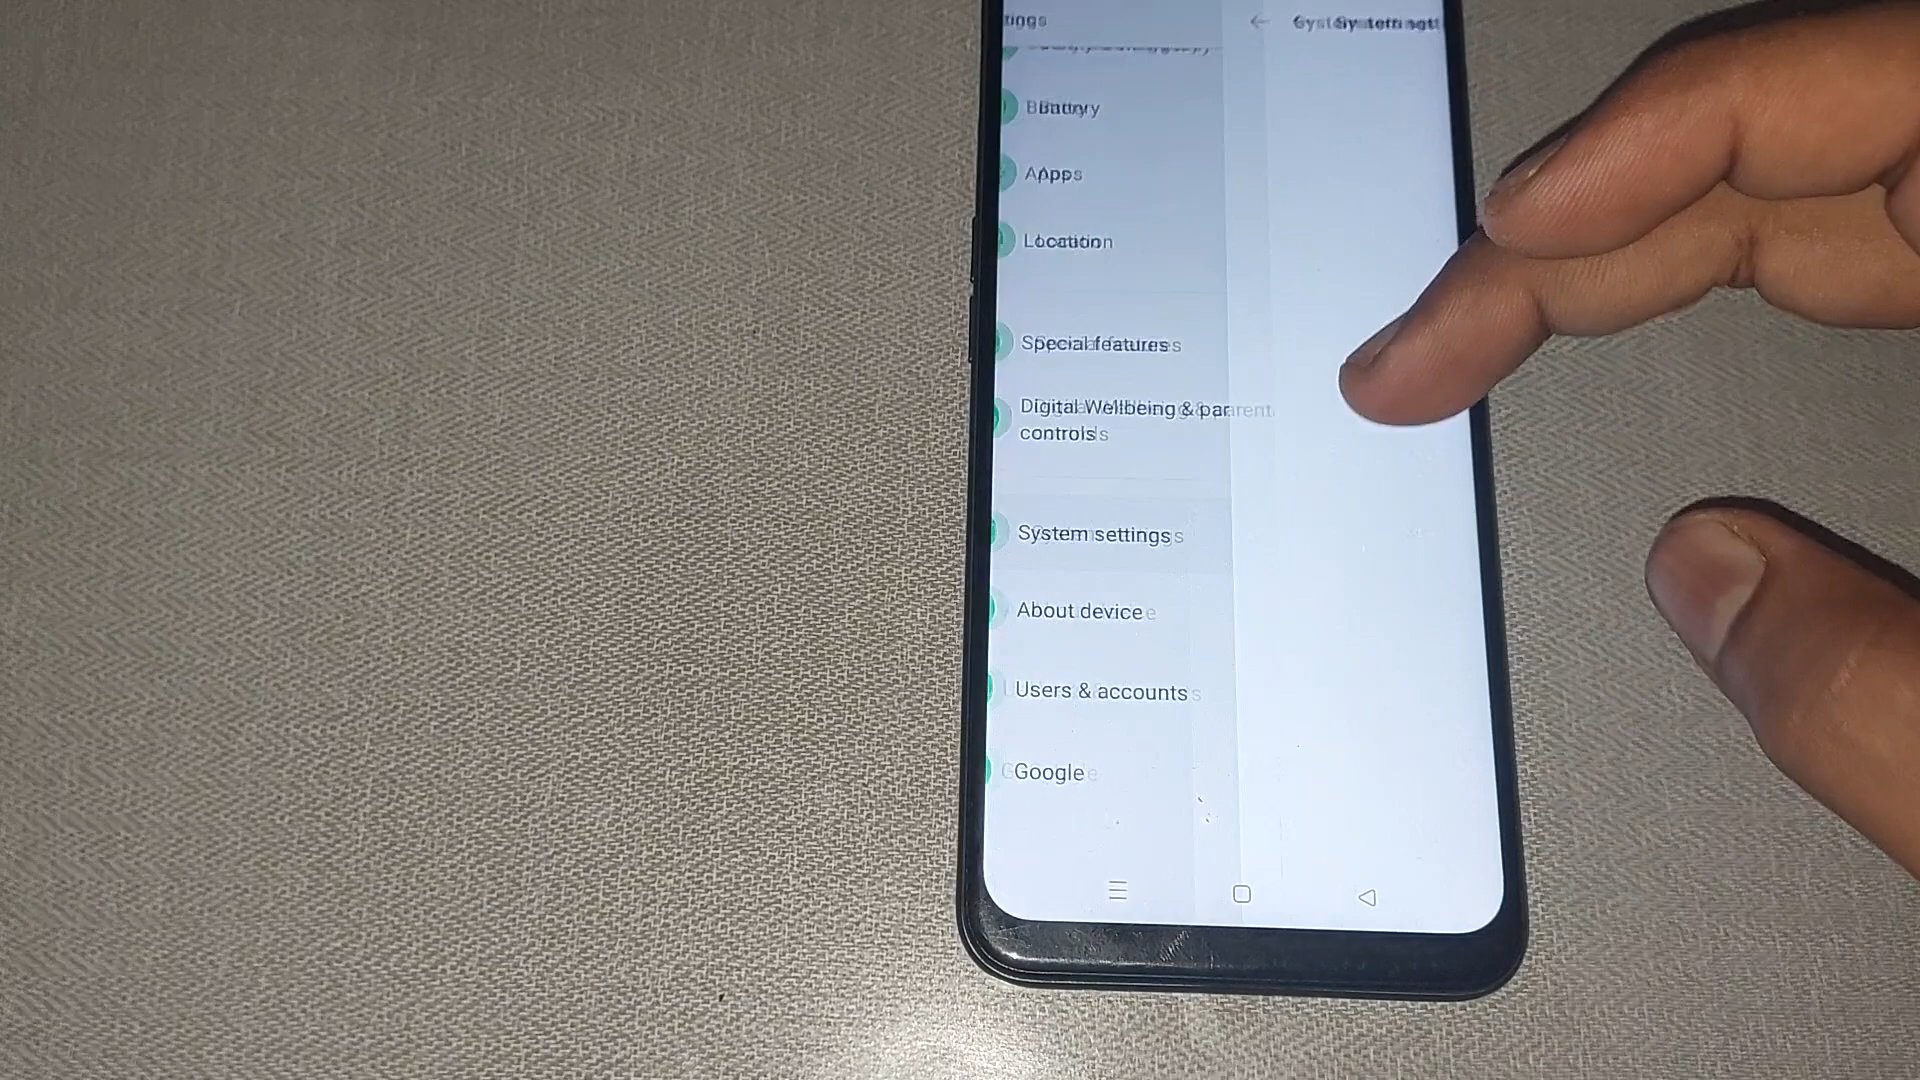 Battery
Apps
Location
Special features
Digital Wellbeing & parent
controls
System settings
About device
Users & accounts
Google